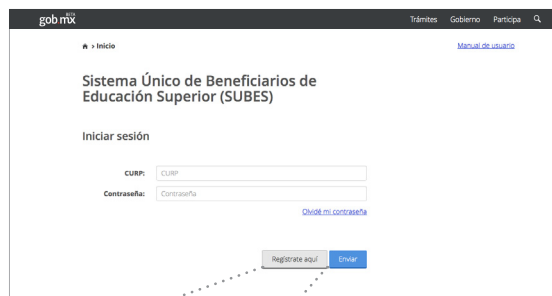 BETA
gob mx
Trámites Gobierno Participa
> Inicio
Manual de usuario
Sistema Único de Beneficiarios de
Educación Superior (SUBES)
Iniciar sesión
CURP: CURP
Contraseña: Contraseña
Olvidé mi contraseña
Regístrate aquí Enviar